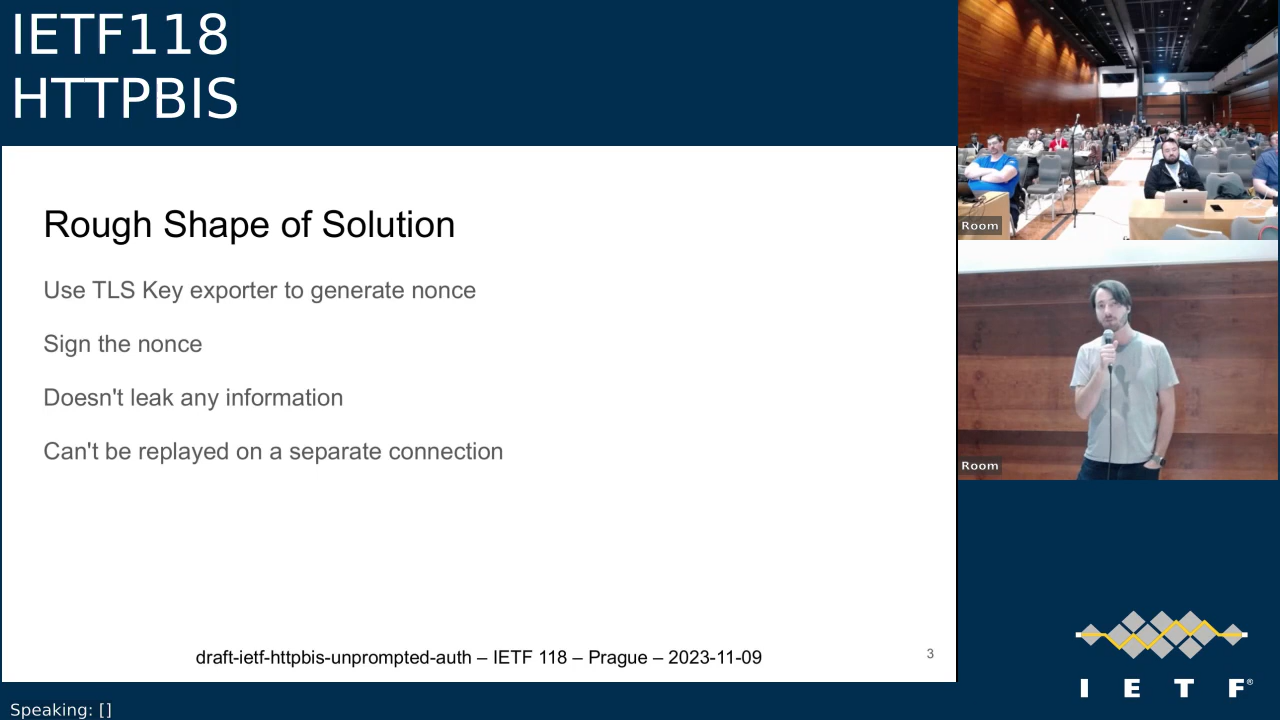 IETF118
HTTPBIS
Rough Shape of Solution
Use TLS Key exporter to generate nonce
Sign the nonce
Doesn't leak any information
Can't be replayed on a separate connection
draft-ietf-httpbis-unprompted-auth – IETF 118 – Prague – 2023-11-09
3
Room
Room
I E T F®
Speaking: []